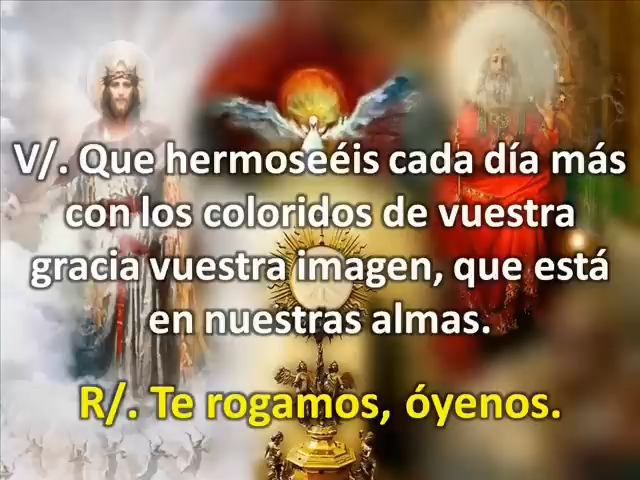 V/. Que hermoseéis cada día más
con los coloridos de vuestra
gracia vuestra imagen, que está
en nuestras almas.
R/. Te rogamos, óyenos.